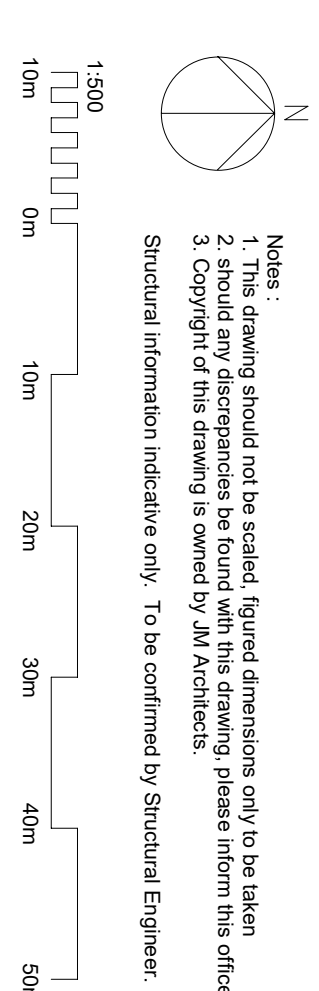 N
Notes :
1. This drawing should not be scaled, figured dimensions only to be taken
2. should any discrepancies be found with this drawing, please inform this office
3. Copyright of this drawing is owned by JM Architects.
Structural information indicative only. To be confirmed by Structural Engineer.
1:500
10m 0m 10m 20m 30m 40m